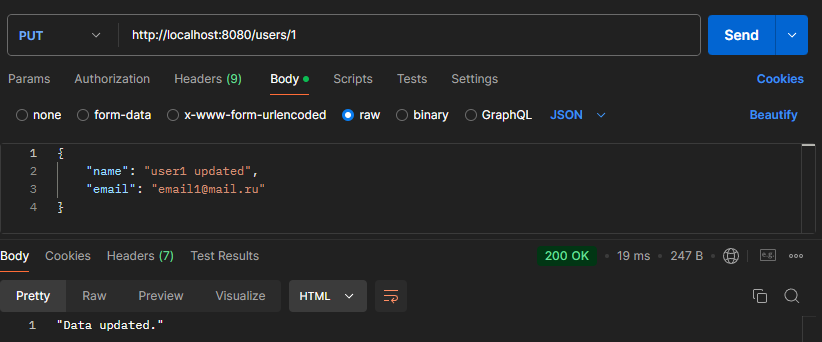 PUT http://localhost:8080/users/1 Send
Params Authorization Headers (9) Body Scripts Tests Settings Cookies
none form-data x-www-form-urlencoded raw binary GraphQL JSON Beautify
1 {
2 "name": "user1 updated",
3 "email": "email1@mail.ru"
4 }
Body Cookies Headers (7) Test Results 200 OK 19 ms 247 B e.g.
Pretty Raw Preview Visualize HTML
1 "Data updated."